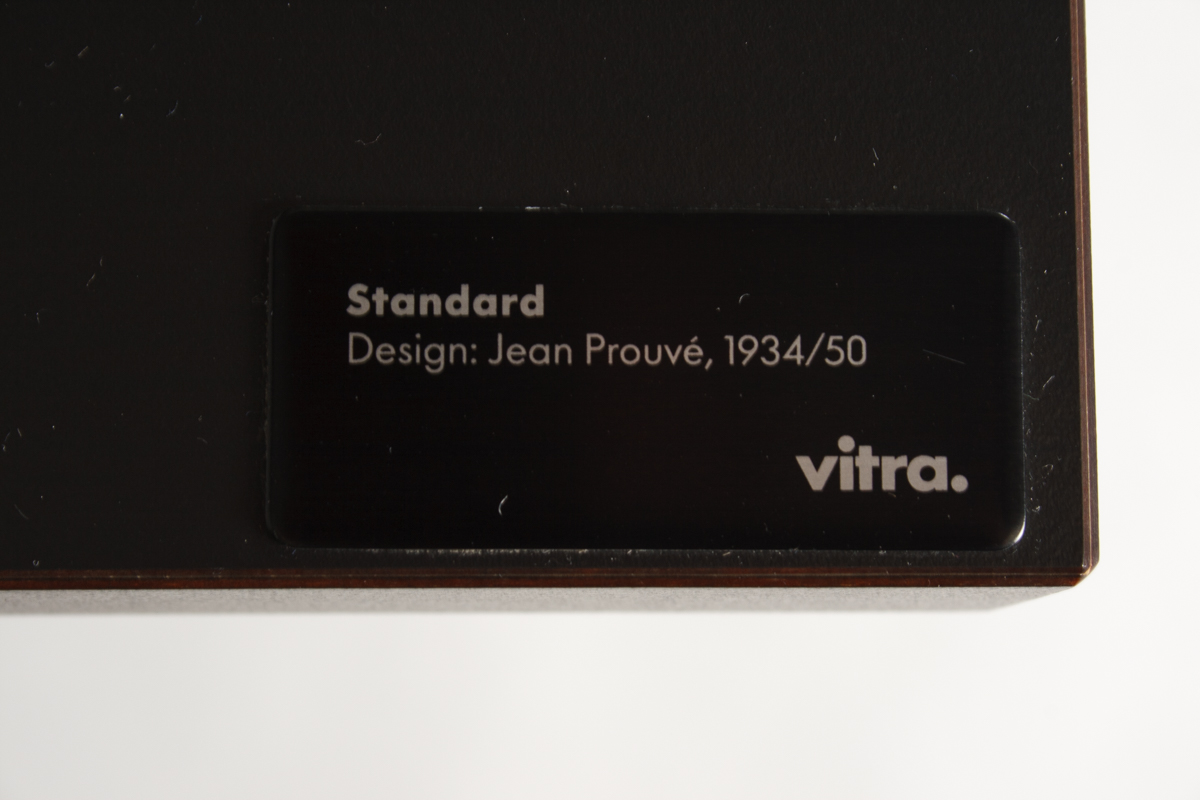 Standard
Design: Jean Prouvé, 1934/50
vitra.